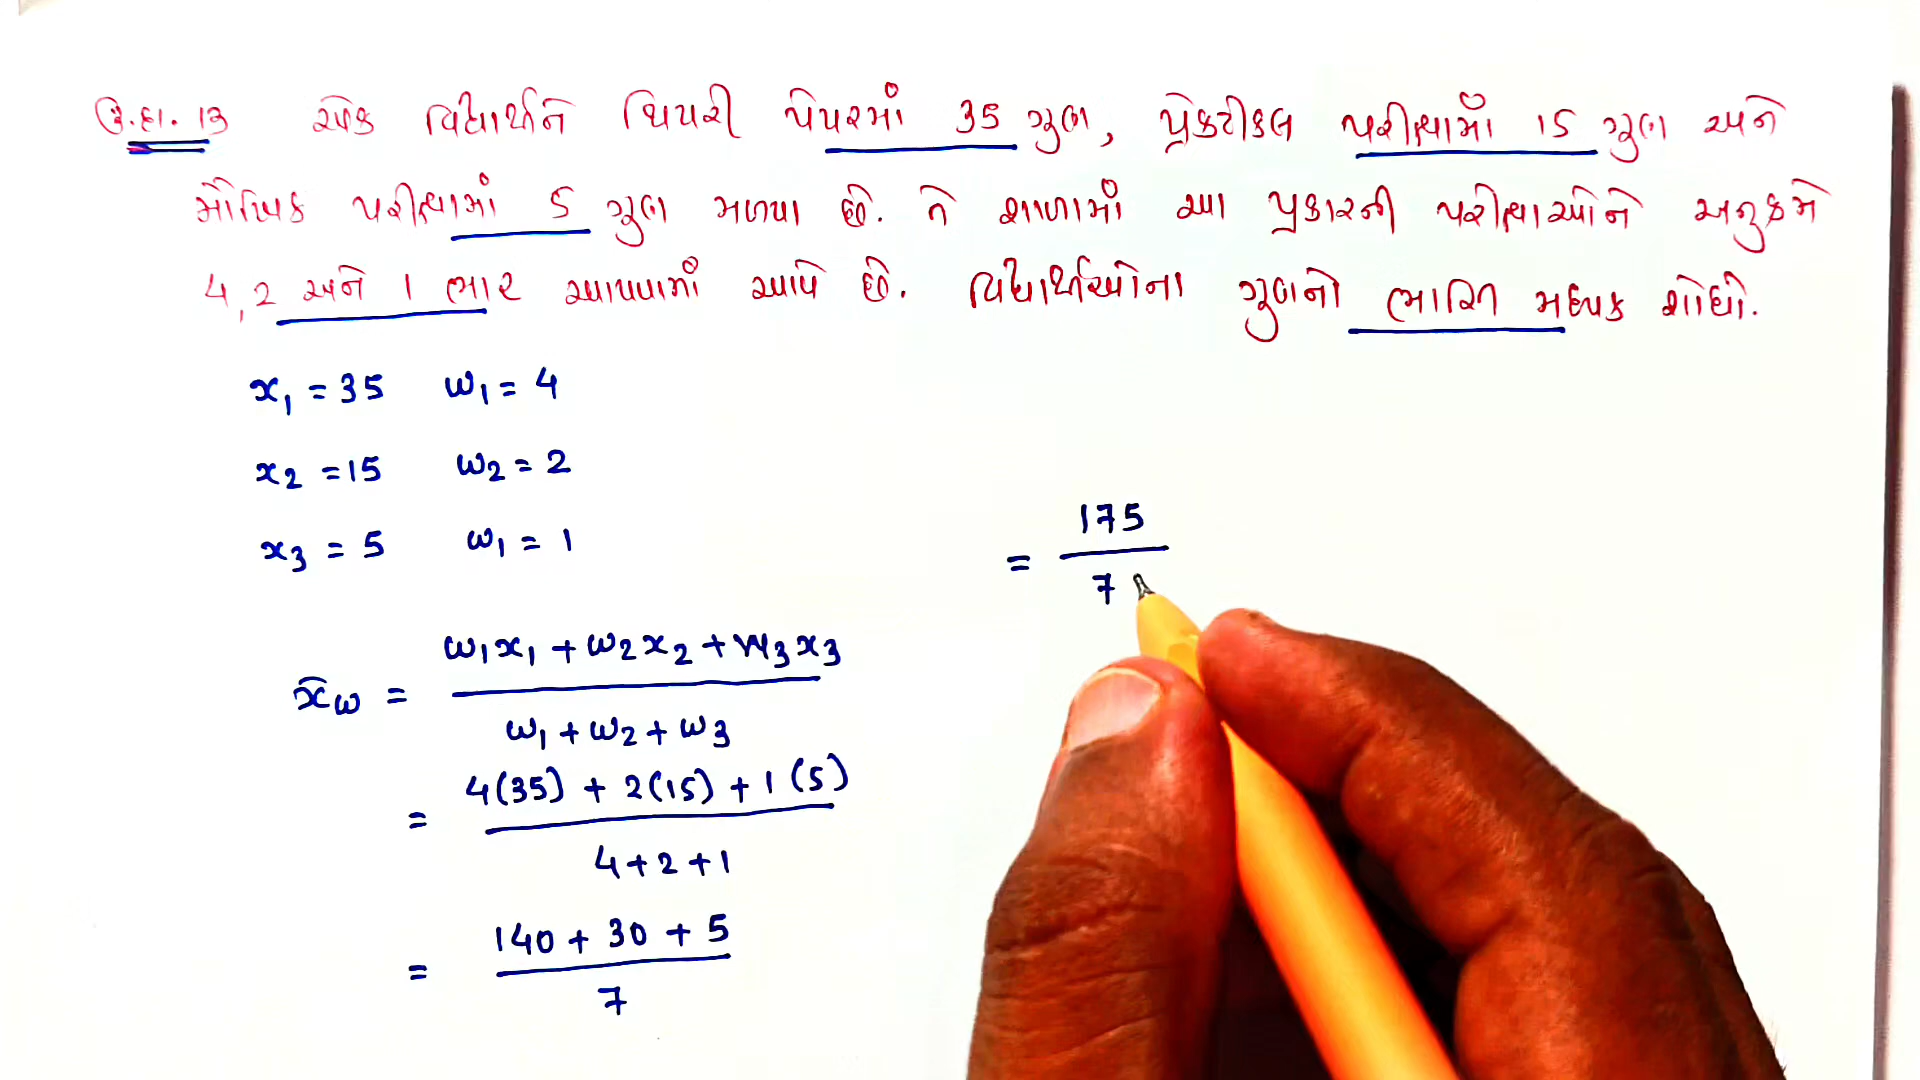 ઉ.દા. 13 એક વિદ્યાર્થીને થિયરી પેપરમાં 35 ગુણ, પ્રેક્ટીકલ પરીક્ષામાં 15 ગુણ અને
મૌખિક પરીક્ષામાં 5 ગુણ મળ્યા છે. તે શાળામાં આ પ્રકારની પરીક્ષાઓને અનુક્રમે
4, 2 અને 1 ભાર આપવામાં આવે છે. વિદ્યાર્થીઓના ગુણનો ભારિત મધ્યક શોધો.
x₁ = 35 w₁ = 4
x₂ = 15 w₂ = 2
x₃ = 5 w₁ = 1
x̄w = (w₁x₁ + w₂x₂ + w₃x₃) / (w₁ + w₂ + w₃)
= (4(35) + 2(15) + 1(5)) / (4+2+1)
= (140 + 30 + 5) / 7
= 175 / 7